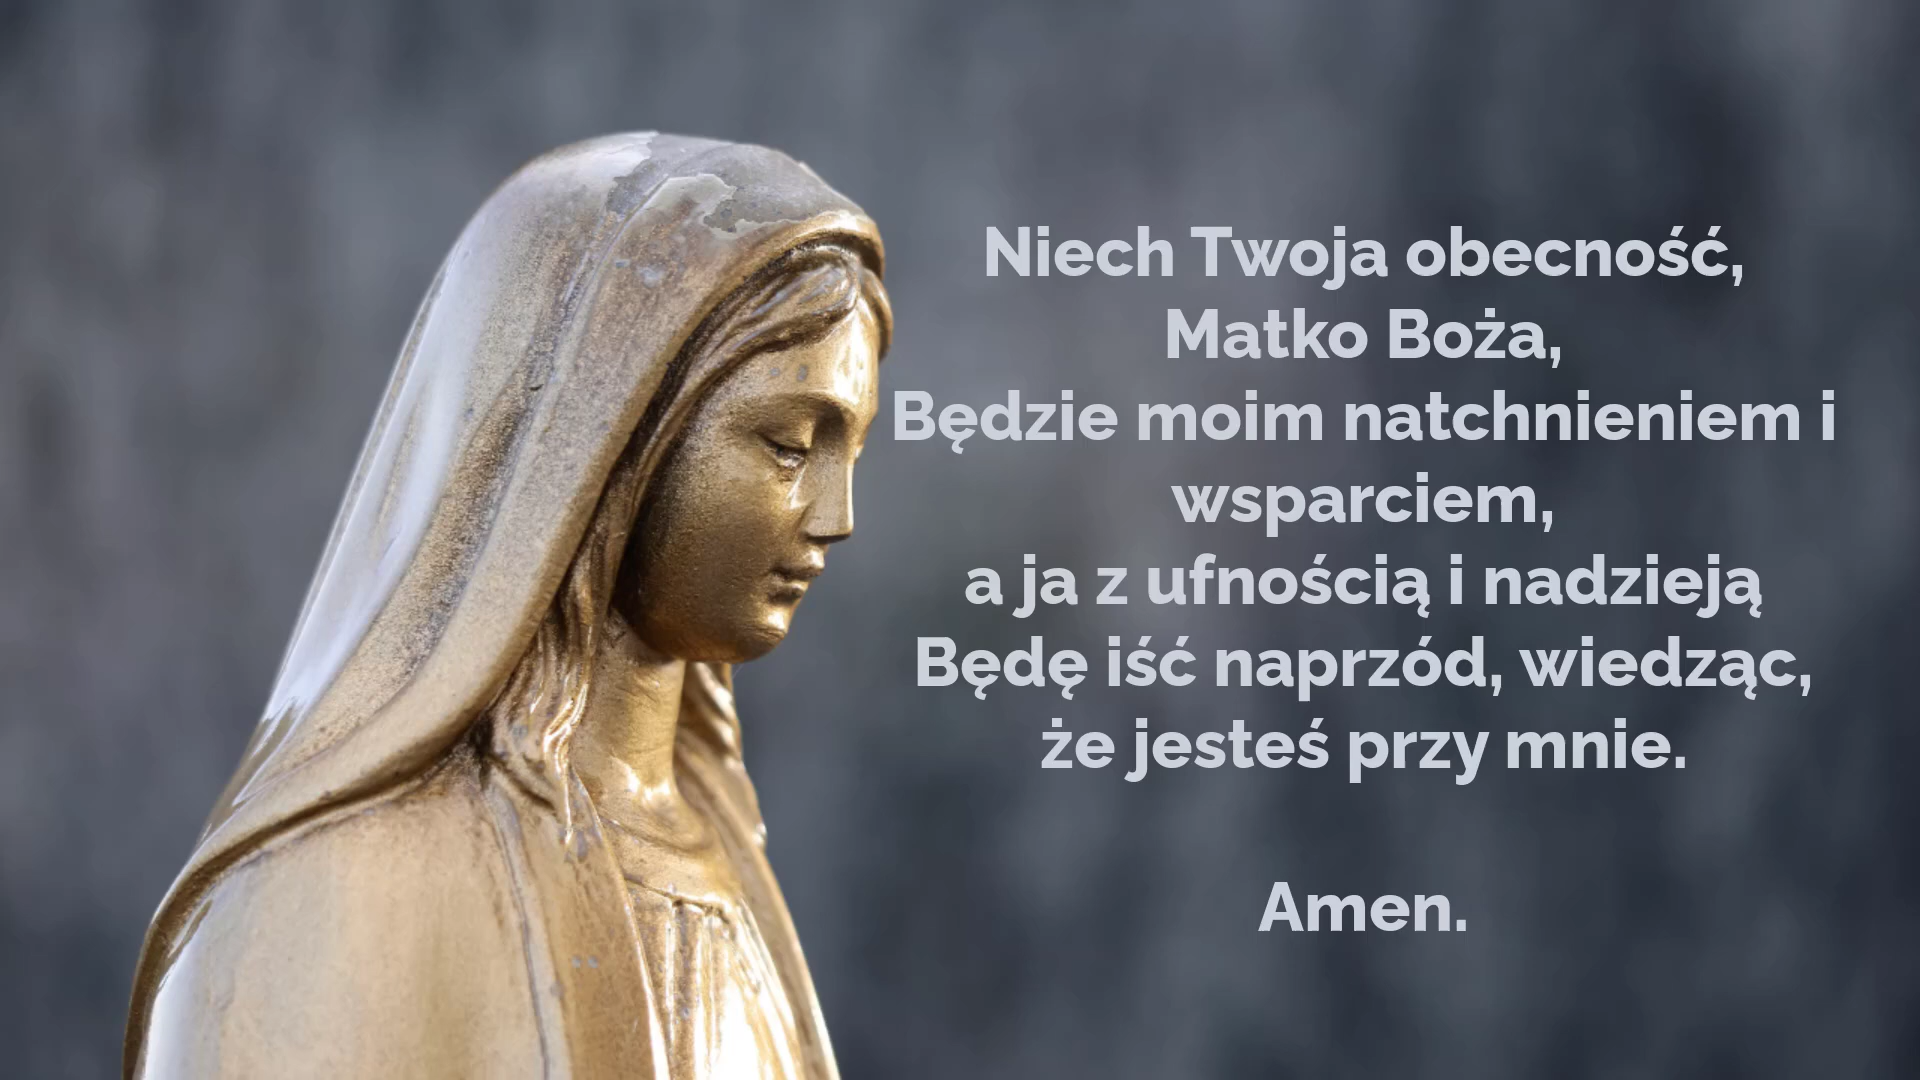 Niech Twoja obecność,
Matko Boża,
Będzie moim natchnieniem i
wsparciem,
a ja z ufnością i nadzieją
Będę iść naprzód, wiedząc,
że jesteś przy mnie.
Amen.